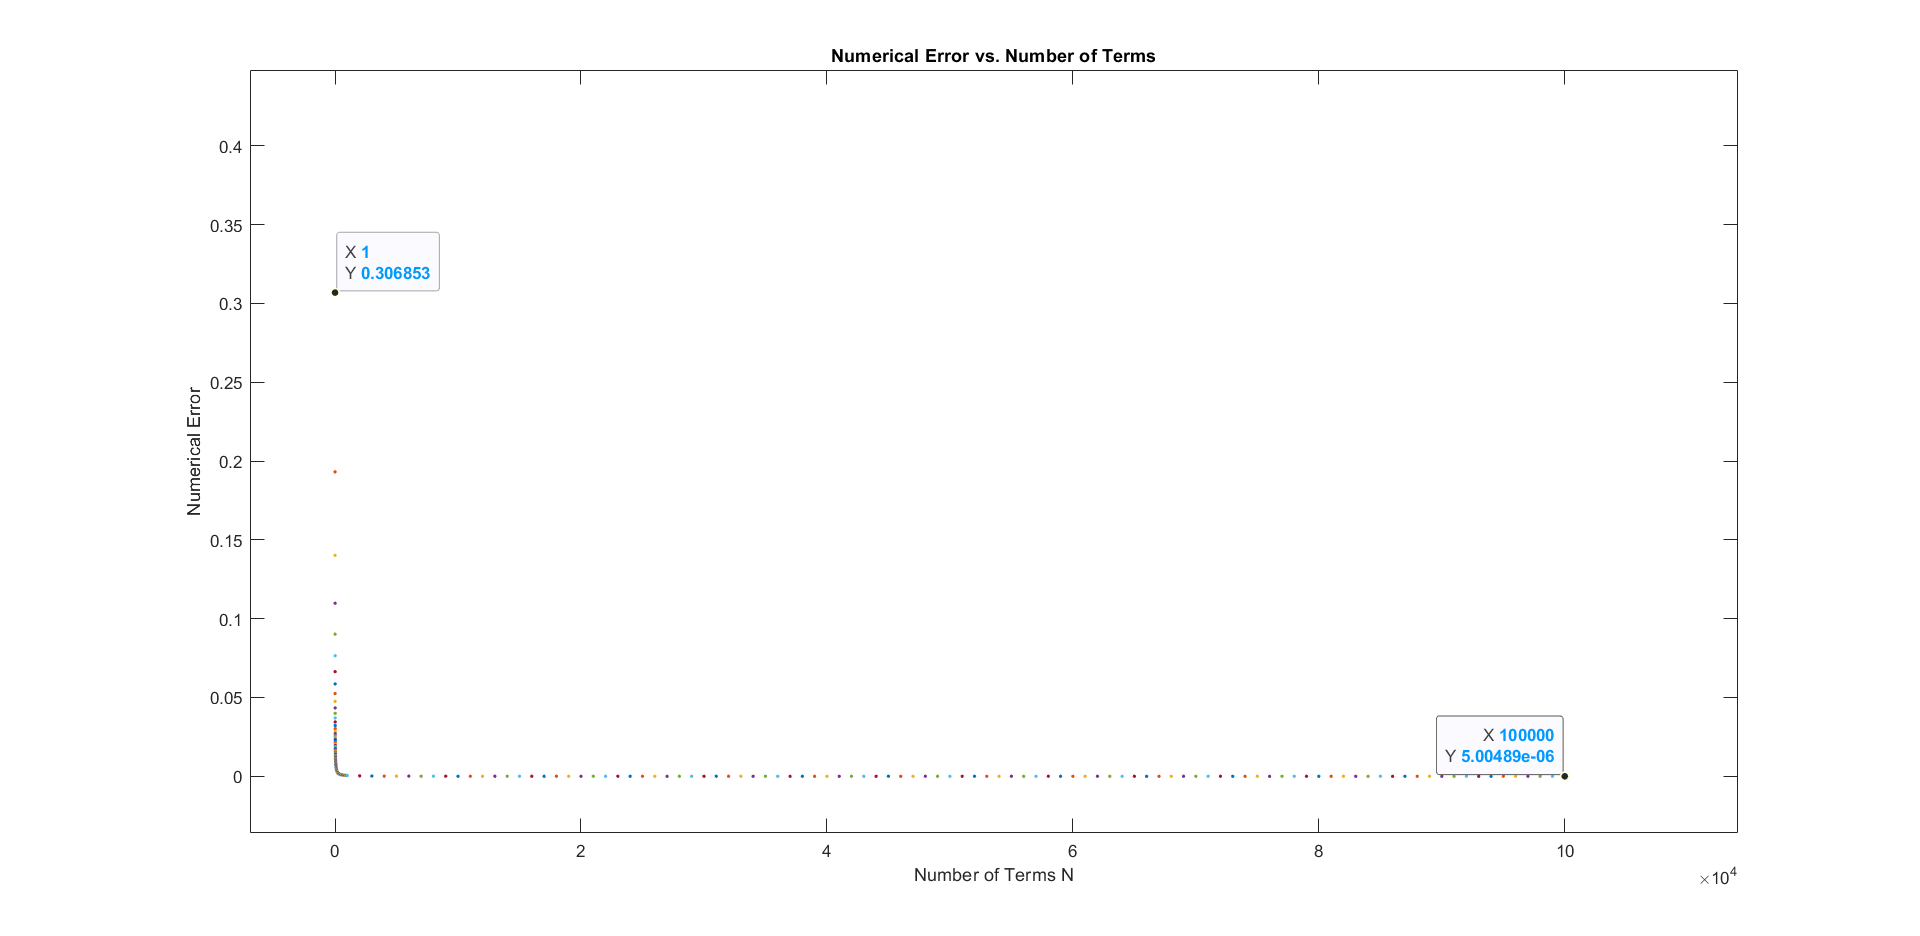 Numerical Error vs. Number of Terms
0.4
0.35
0.3
0.25
0.2
0.15
0.1
0.05
0
Numerical Error
X 1
Y 0.306853
X 100000
Y 5.00489e-06
0 2 4 6 8 10
×10⁴
Number of Terms N